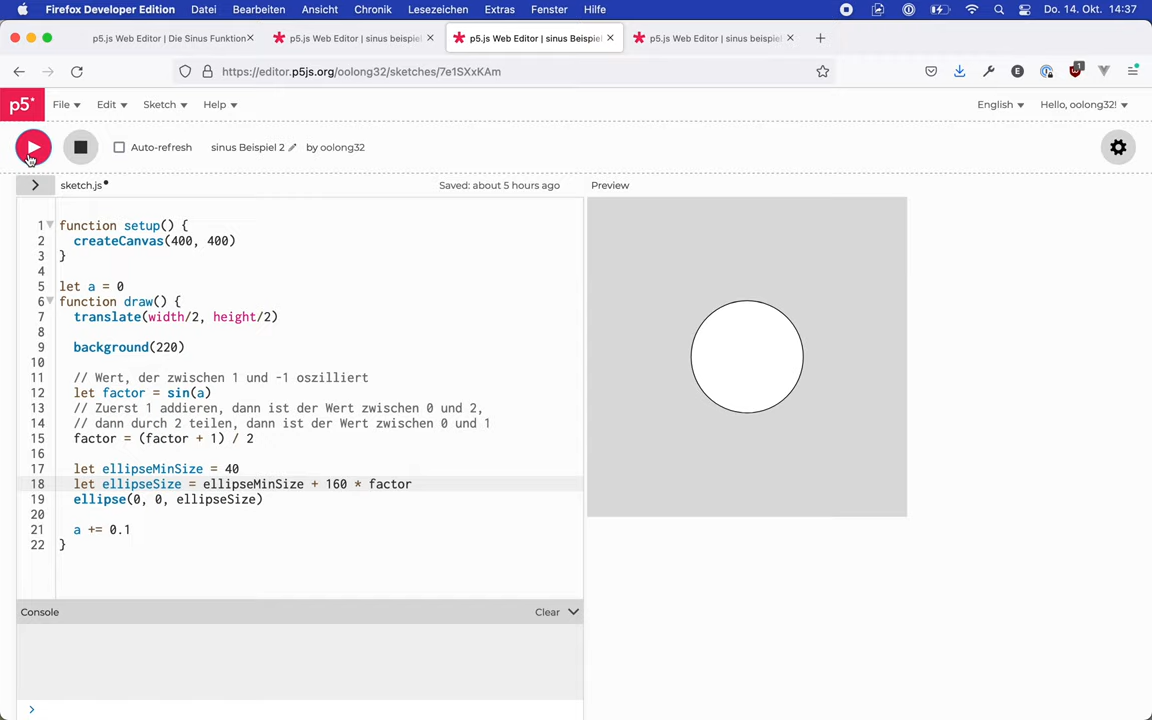 Firefox Developer Edition Datei Bearbeiten Ansicht Chronik Lesezeichen Extras Fenster Hilfe Do. 14. Okt. 14:37
p5.js Web Editor | Die Sinus Funktion p5.js Web Editor | sinus beispiel p5.js Web Editor | sinus Beispiel p5.js Web Editor | sinus beispiel
https://editor.p5js.org/oolong32/sketches/7e1SXxKAm
p5* File Edit Sketch Help English Hello, oolong32!
Auto-refresh sinus Beispiel 2 by oolong32
sketch.js Saved: about 5 hours ago Preview
1 function setup() {
2 createCanvas(400, 400)
3 }
4
5 let a = 0
6 function draw() {
7 translate(width/2, height/2)
8
9 background(220)
10
11 // Wert, der zwischen 1 und -1 oszilliert
12 let factor = sin(a)
13 // Zuerst 1 addieren, dann ist der Wert zwischen 0 und 2,
14 // dann durch 2 teilen, dann ist der Wert zwischen 0 und 1
15 factor = (factor + 1) / 2
16
17 let ellipseMinSize = 40
18 let ellipseSize = ellipseMinSize + 160 * factor
19 ellipse(0, 0, ellipseSize)
20
21 a += 0.1
22 }
Console Clear